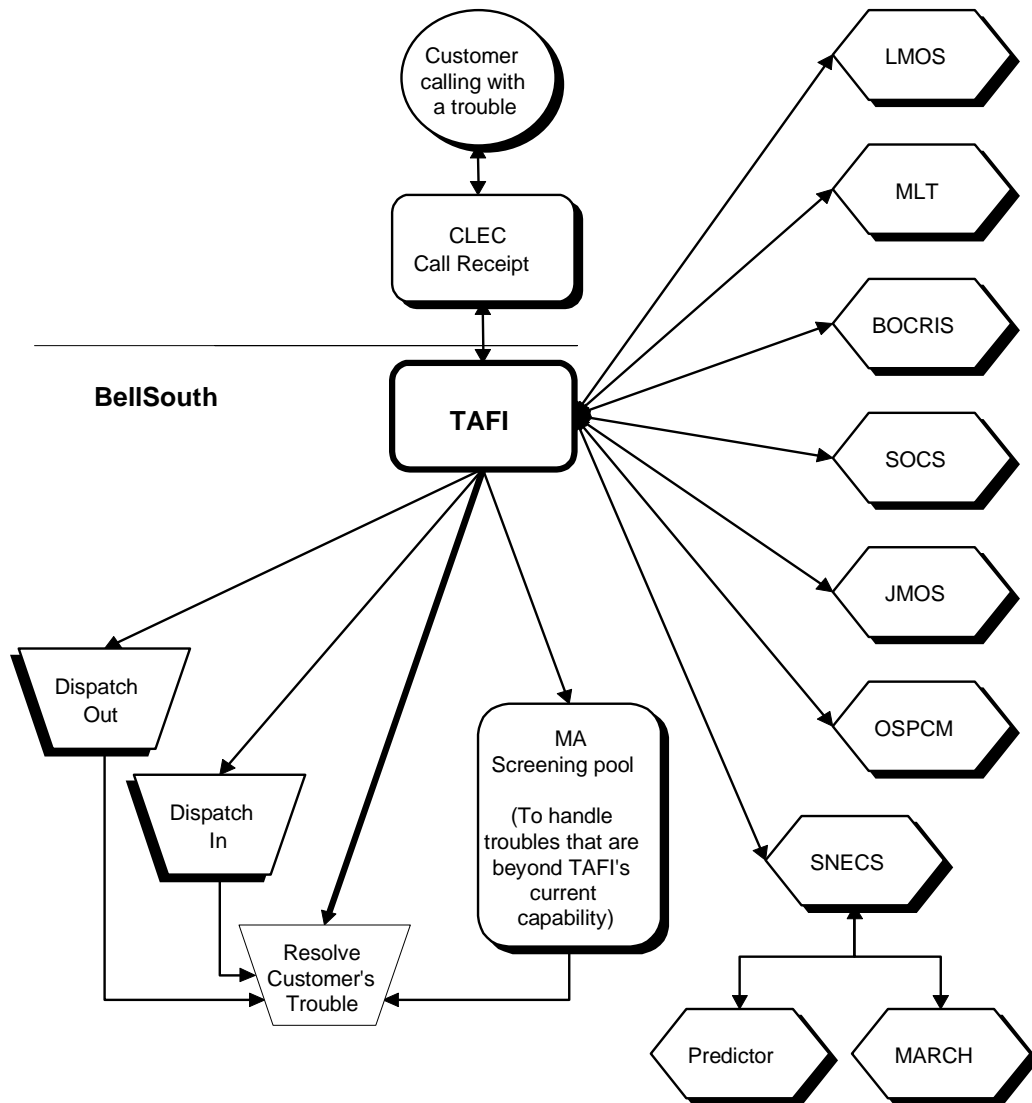 Customer
calling with
a trouble
CLEC
Call Receipt
BellSouth
TAFI
LMOS
MLT
BOCRIS
SOCS
JMOS
OSPCM
SNECS
Predictor
MARCH
Dispatch
Out
Dispatch
In
MA
Screening pool
(To handle
troubles that are
beyond TAFI's
current
capability)
Resolve
Customer's
Trouble